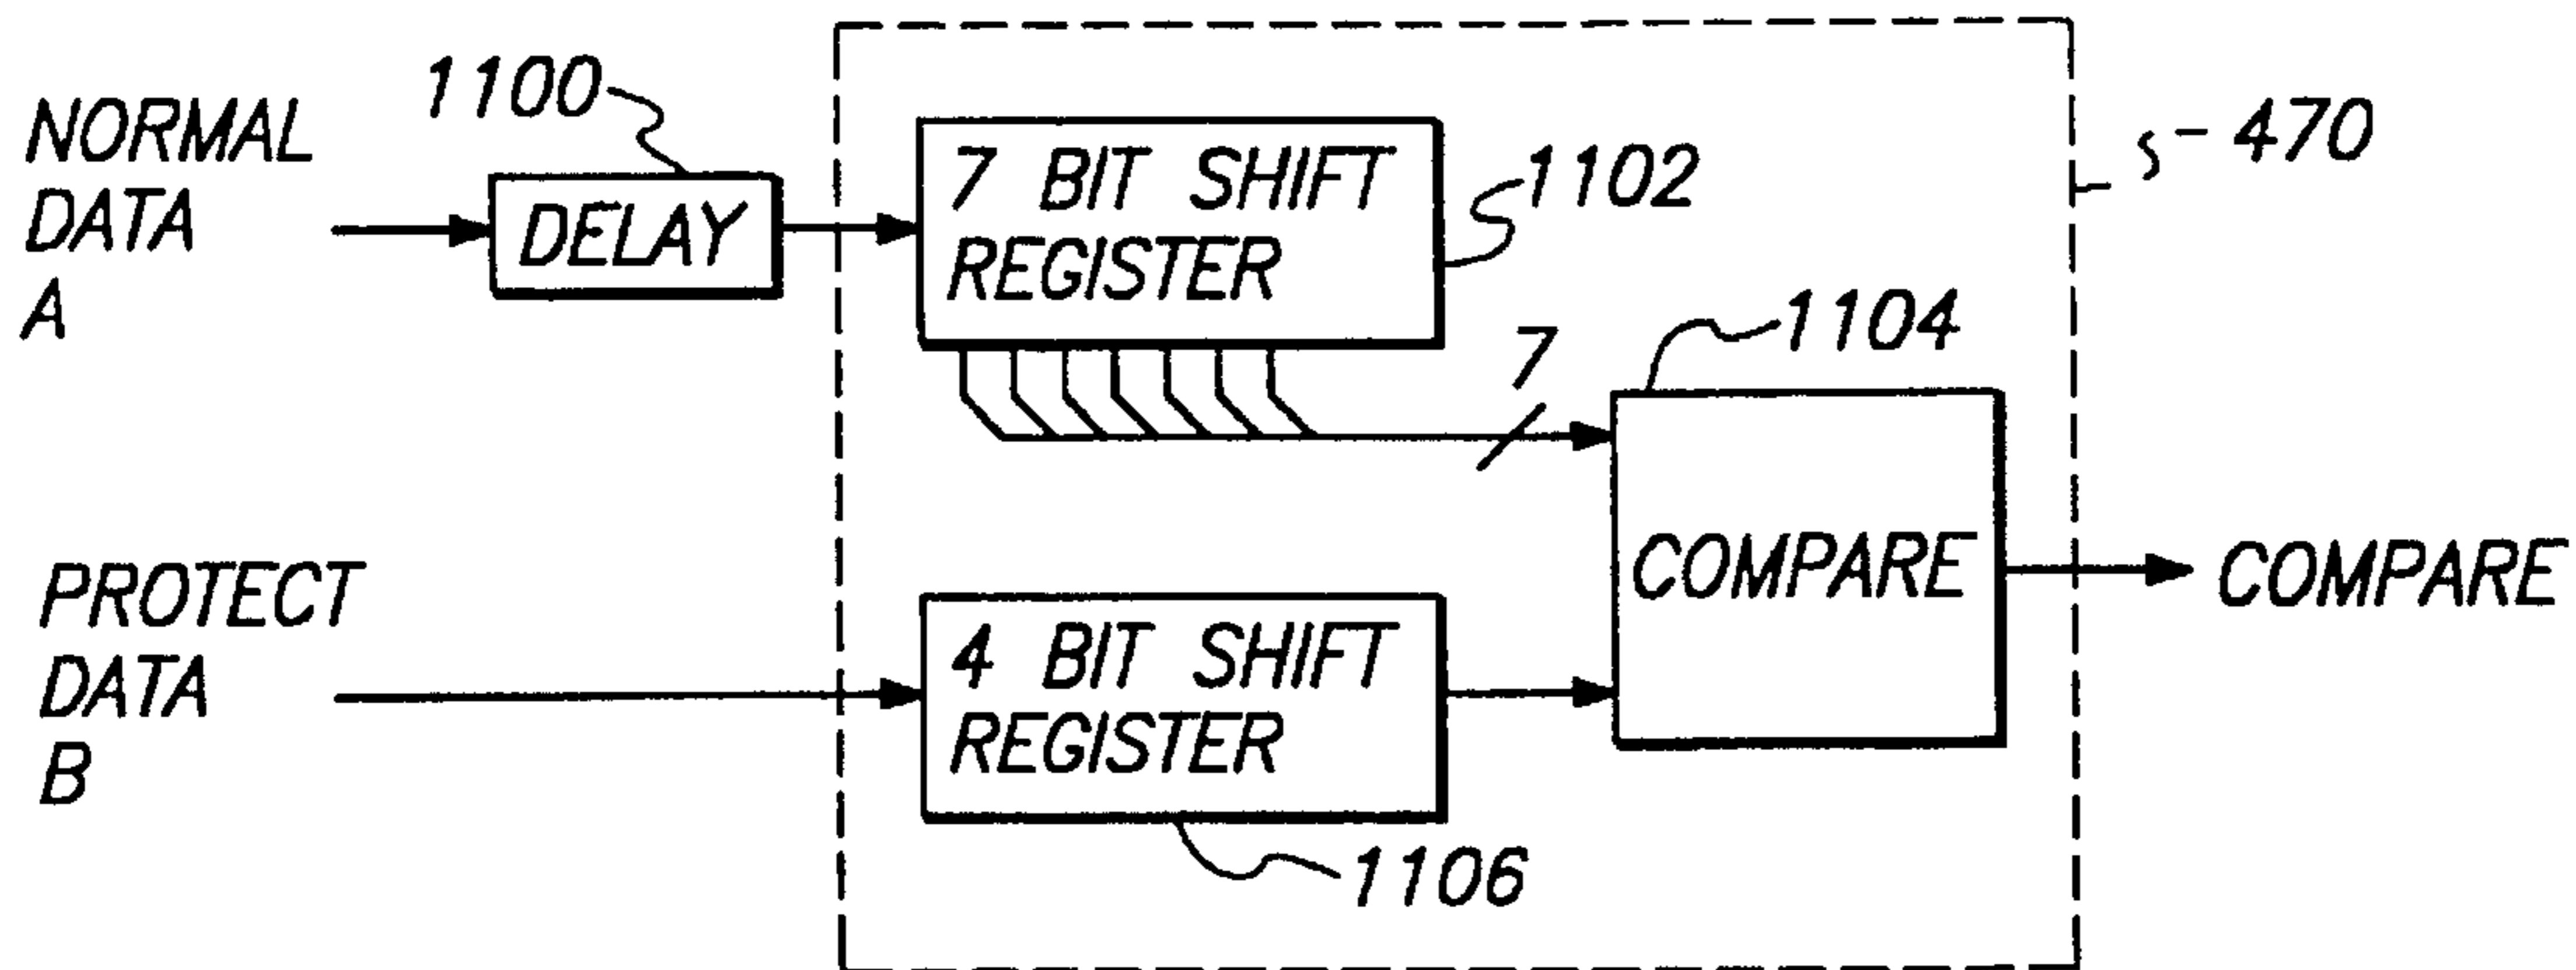 NORMAL
DATA
A
1100
DELAY
7 BIT SHIFT
REGISTER
1102
470
7
1104
COMPARE
COMPARE
PROTECT
DATA
B
4 BIT SHIFT
REGISTER
1106